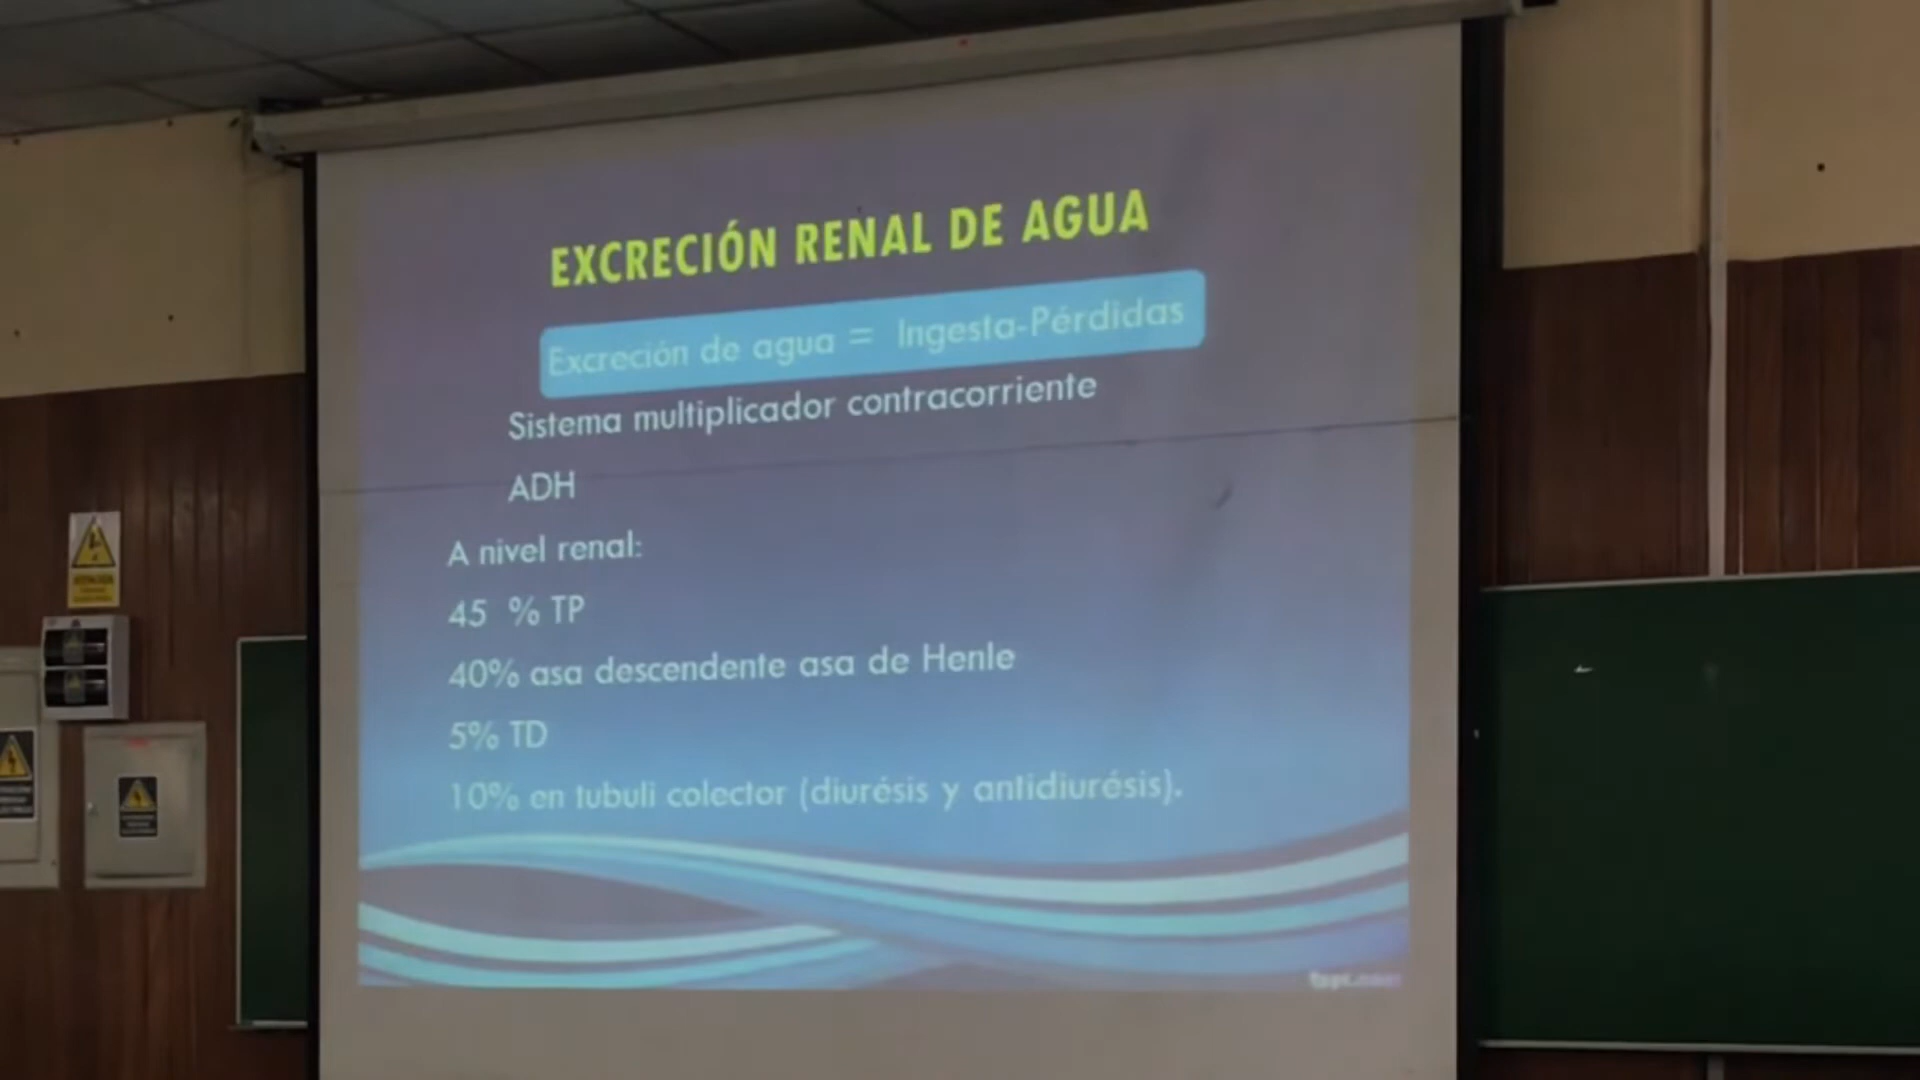 EXCRECIÓN RENAL DE AGUA
Excreción de agua = Ingesta-Pérdidas
Sistema multiplicador contracorriente
ADH
A nivel renal:
45 % TP
40% asa descendente asa de Henle
5% TD
10% en tubuli colector (diurésis y antidiurésis).